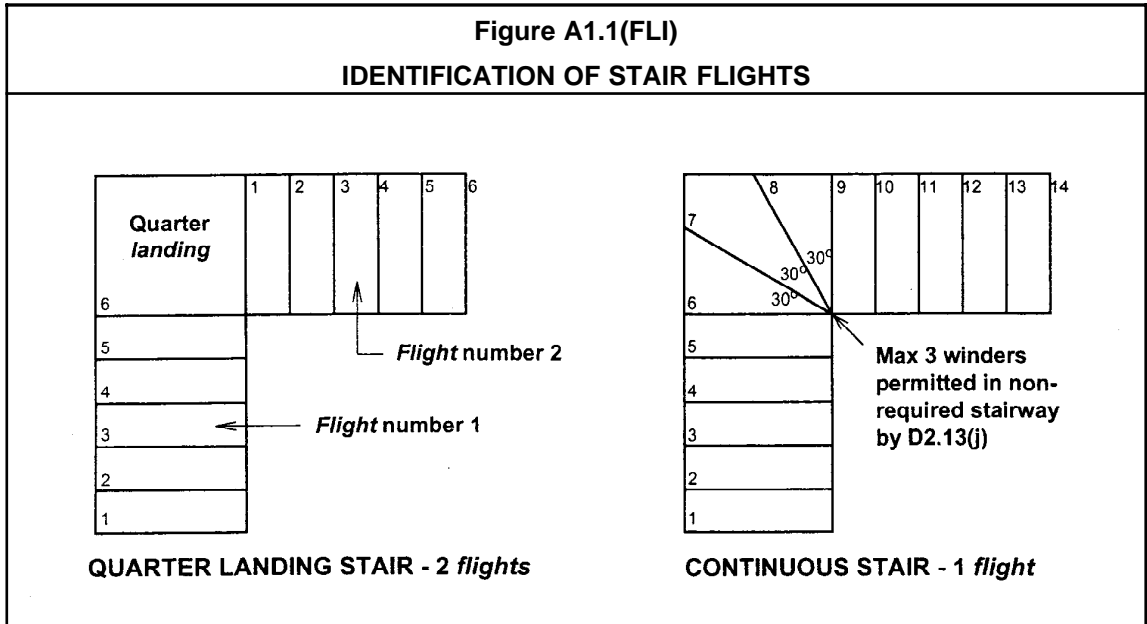 Figure A1.1(FLI)
IDENTIFICATION OF STAIR FLIGHTS
Quarter
landing
1 2 3 4 5 6
6
5
4
3
2
1
Flight number 2
Flight number 1
QUARTER LANDING STAIR - 2 flights
8 9 10 11 12 13 14
7
30º
30º
30º
6
5
4
3
2
1
Max 3 winders
permitted in non-
required stairway
by D2.13(j)
CONTINUOUS STAIR - 1 flight